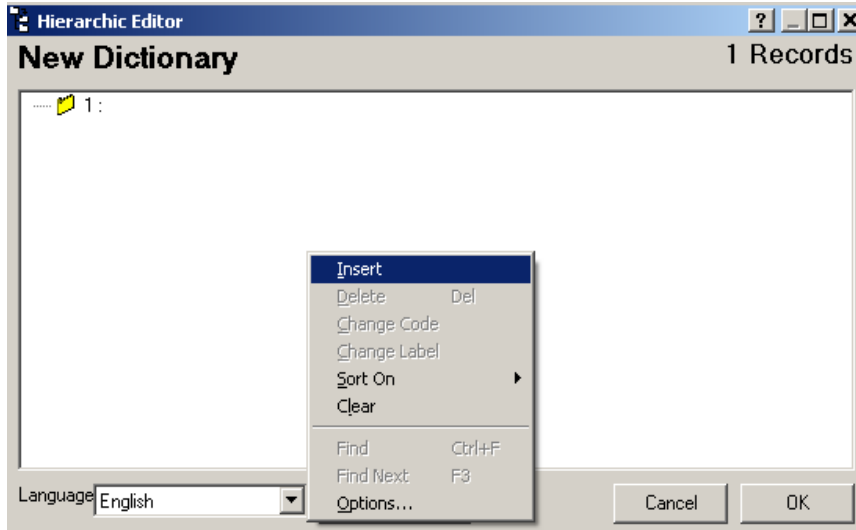 Hierarchic Editor
New Dictionary
1 Records
1 :
Insert
Delete Del
Change Code
Change Label
Sort On
Clear
Find Ctrl+F
Find Next F3
Options...
Language English
Cancel
OK